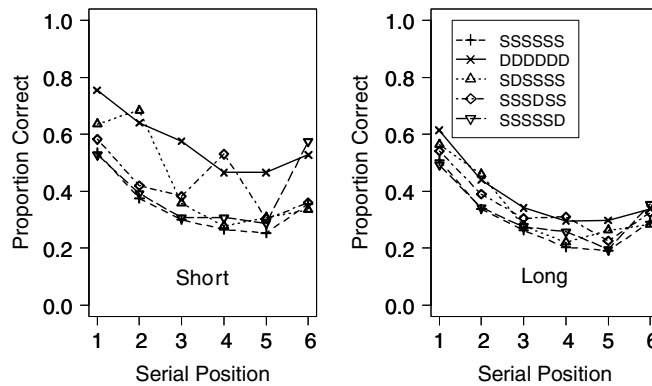 1.0
0.8
0.6
0.4
0.2
0.0
Proportion Correct
Short
1 2 3 4 5 6
Serial Position
1.0
0.8
0.6
0.4
0.2
0.0
Proportion Correct
SSSSSS
DDDDDD
SDSSSS
SSSDSS
SSSSSD
Long
1 2 3 4 5 6
Serial Position